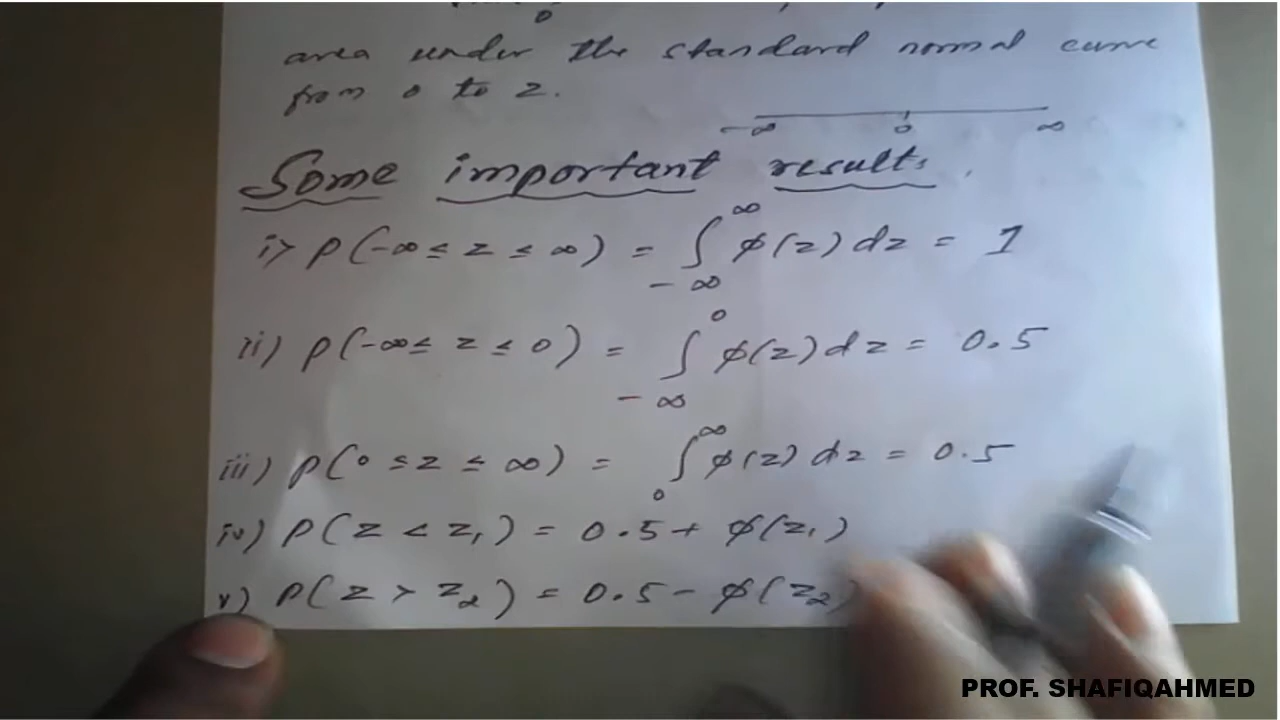 0
area under the standard normal curve
from 0 to z.
-∞ 0 ∞
Some important results.
i> P(-∞ ≤ z ≤ ∞) = ∫_{-∞}^{∞} φ(z) dz = 1
ii) P(-∞ ≤ z ≤ 0) = ∫_{-∞}^{0} φ(z) dz = 0.5
iii) P(0 ≤ z ≤ ∞) = ∫_{0}^{∞} φ(z) dz = 0.5
iv) P(z < z₁) = 0.5 + φ(z₁)
v) P(z > z₂) = 0.5 - φ(z₂)
PROF. SHAFIQAHMED